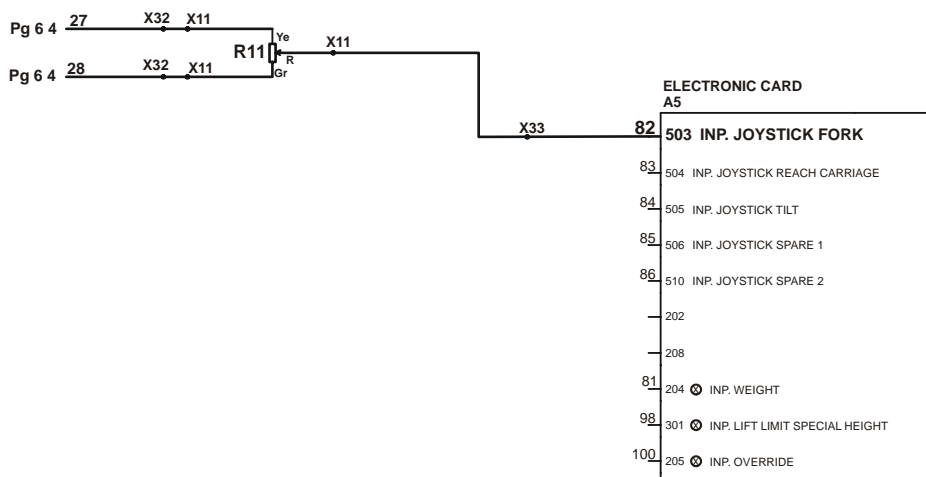 Pg 6 4 27 X32 X11
Ye
R11 R X11
Gr
Pg 6 4 28 X32 X11
ELECTRONIC CARD
A5
X33 82 503 INP. JOYSTICK FORK
83 504 INP. JOYSTICK REACH CARRIAGE
84 505 INP. JOYSTICK TILT
85 506 INP. JOYSTICK SPARE 1
86 510 INP. JOYSTICK SPARE 2
202
208
81 204 INP. WEIGHT
98 301 INP. LIFT LIMIT SPECIAL HEIGHT
100 205 INP. OVERRIDE